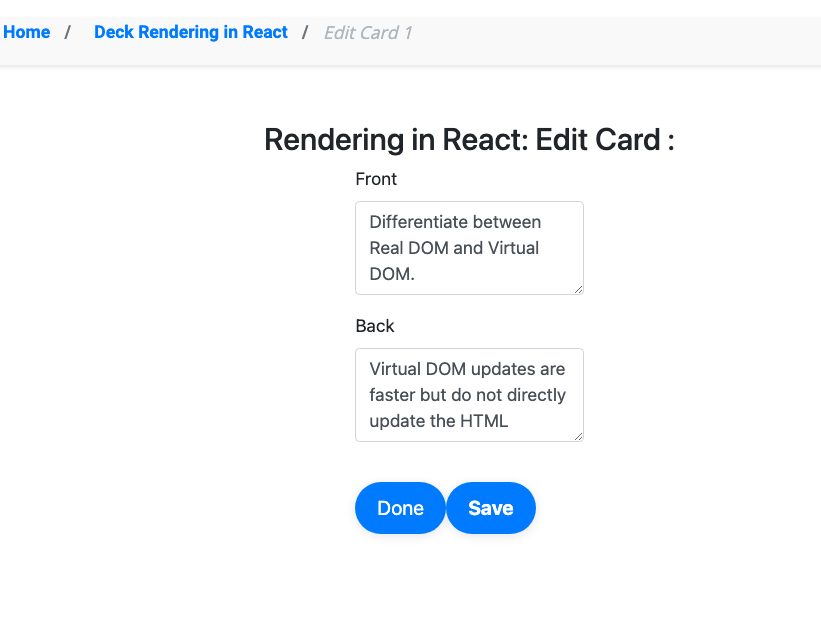 Home / Deck Rendering in React / Edit Card 1
Rendering in React: Edit Card :
Front
Differentiate between
Real DOM and Virtual
DOM.
Back
Virtual DOM updates are
faster but do not directly
update the HTML
Done Save